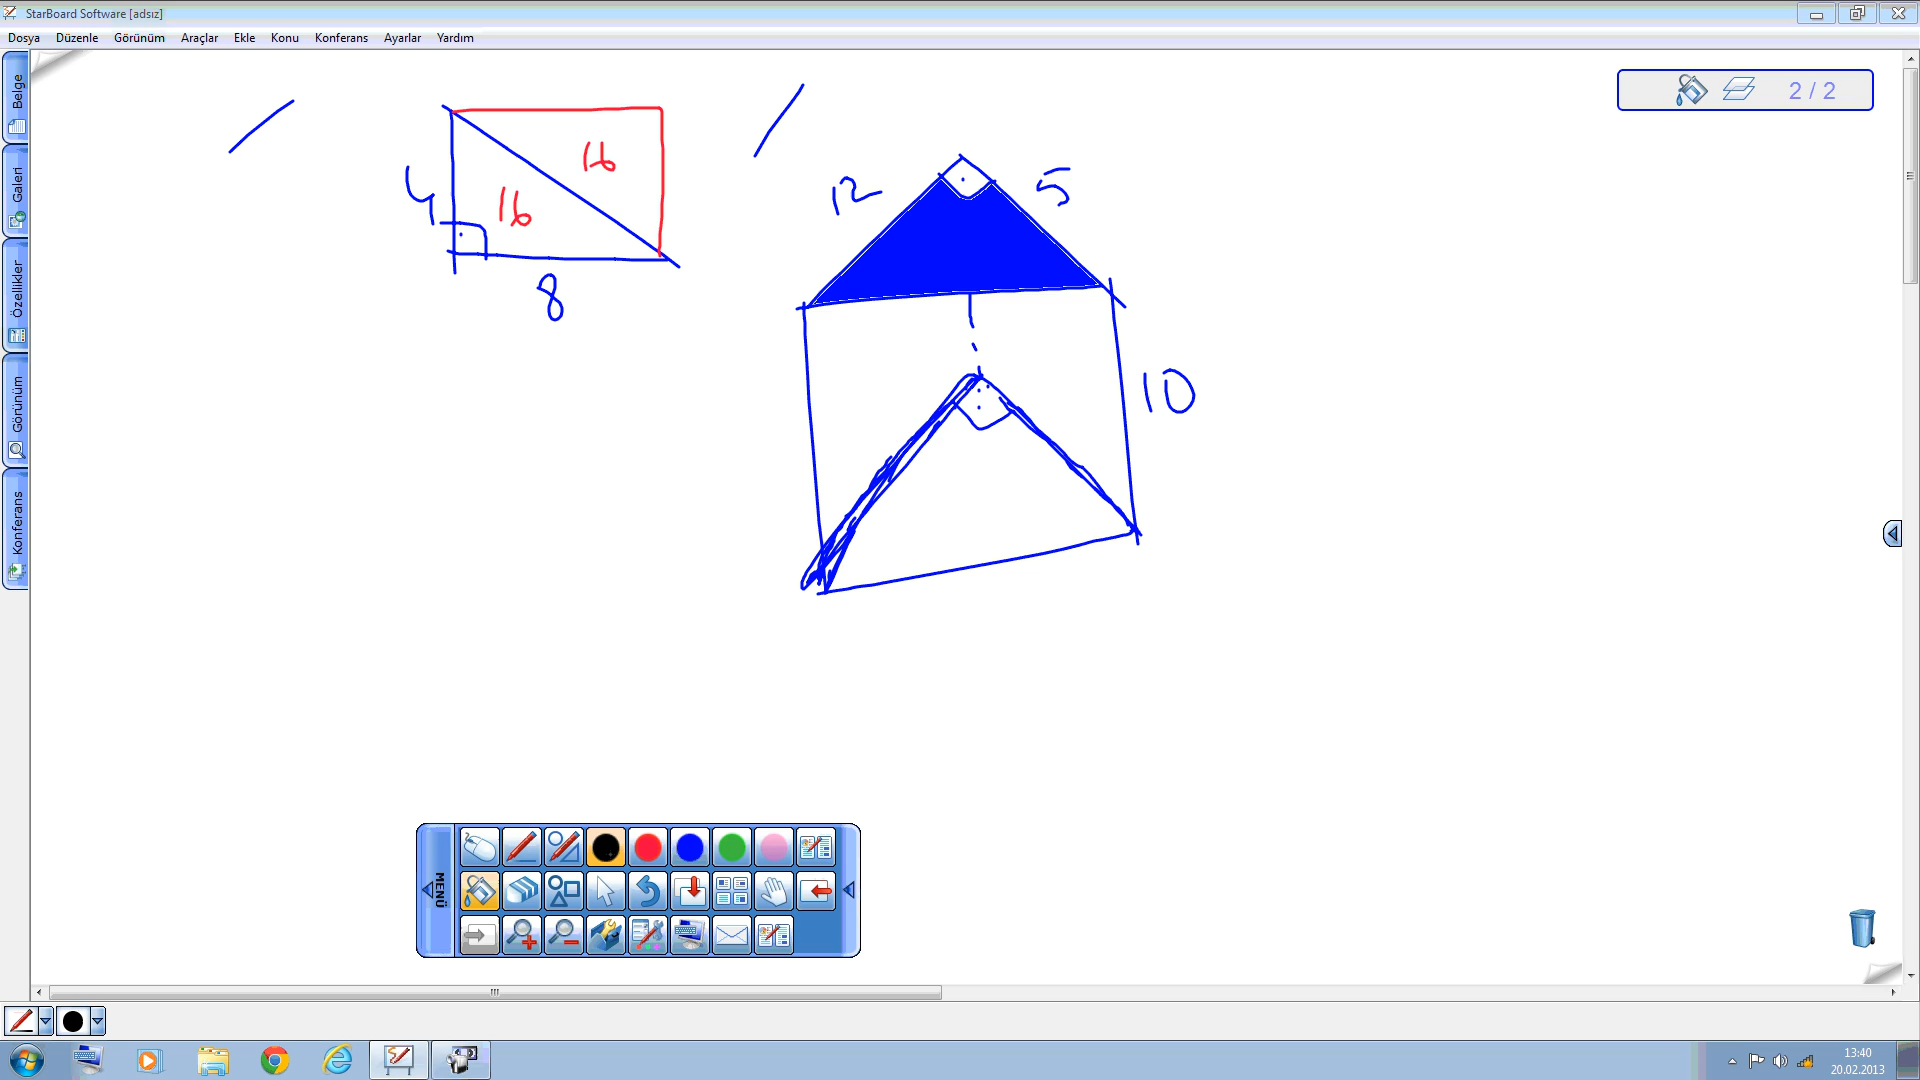 StarBoard Software [adsız]
Dosya Düzenle Görünüm Araçlar Ekle Konu Konferans Ayarlar Yardım
Belge
Galeri
Özellikler
Görünüm
Konferans
2 / 2
16
16
4
8
12
5
10
MENÜ
13:40
20.02.2013